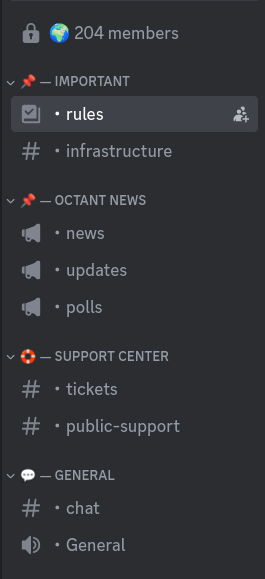 🌍 204 members
📌 — IMPORTANT
• rules
• infrastructure
📌 — OCTANT NEWS
• news
• updates
• polls
🛟 — SUPPORT CENTER
• tickets
• public-support
💬 — GENERAL
• chat
• General